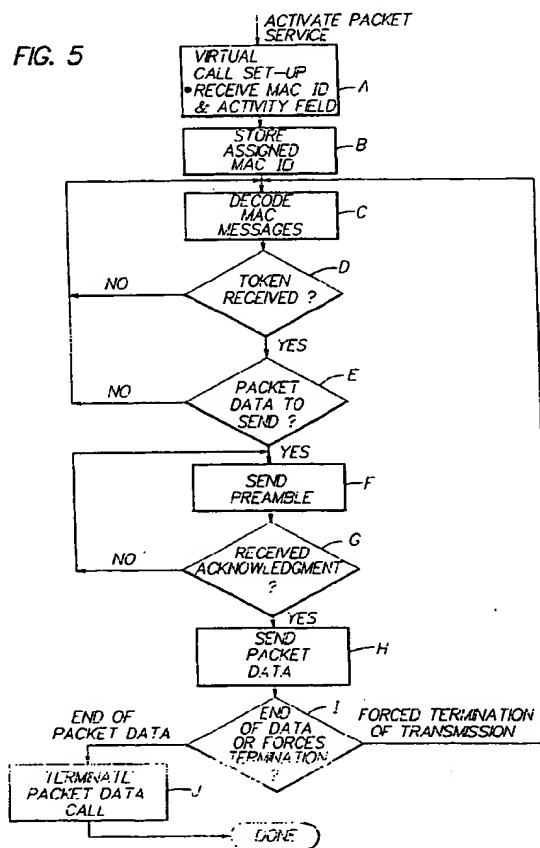 ACTIVATE PACKET
SERVICE
FIG. 5
VIRTUAL
CALL SET-UP
• RECEIVE MAC ID
& ACTIVITY FIELD
A
STORE
ASSIGNED
MAC ID
B
DECODE
MAC
MESSAGES
C
D
TOKEN
RECEIVED ?
NO
YES
E
PACKET
DATA TO
SEND ?
NO
YES
SEND
PREAMBLE
F
G
RECEIVED
ACKNOWLEDGMENT
?
NO
YES
SEND
PACKET
DATA
H
I
END
OF DATA
OR FORCES
TERMINATION
?
END OF
PACKET DATA
FORCED TERMINATION
OF TRANSMISSION
TERMINATE
PACKET DATA
CALL
J
DONE